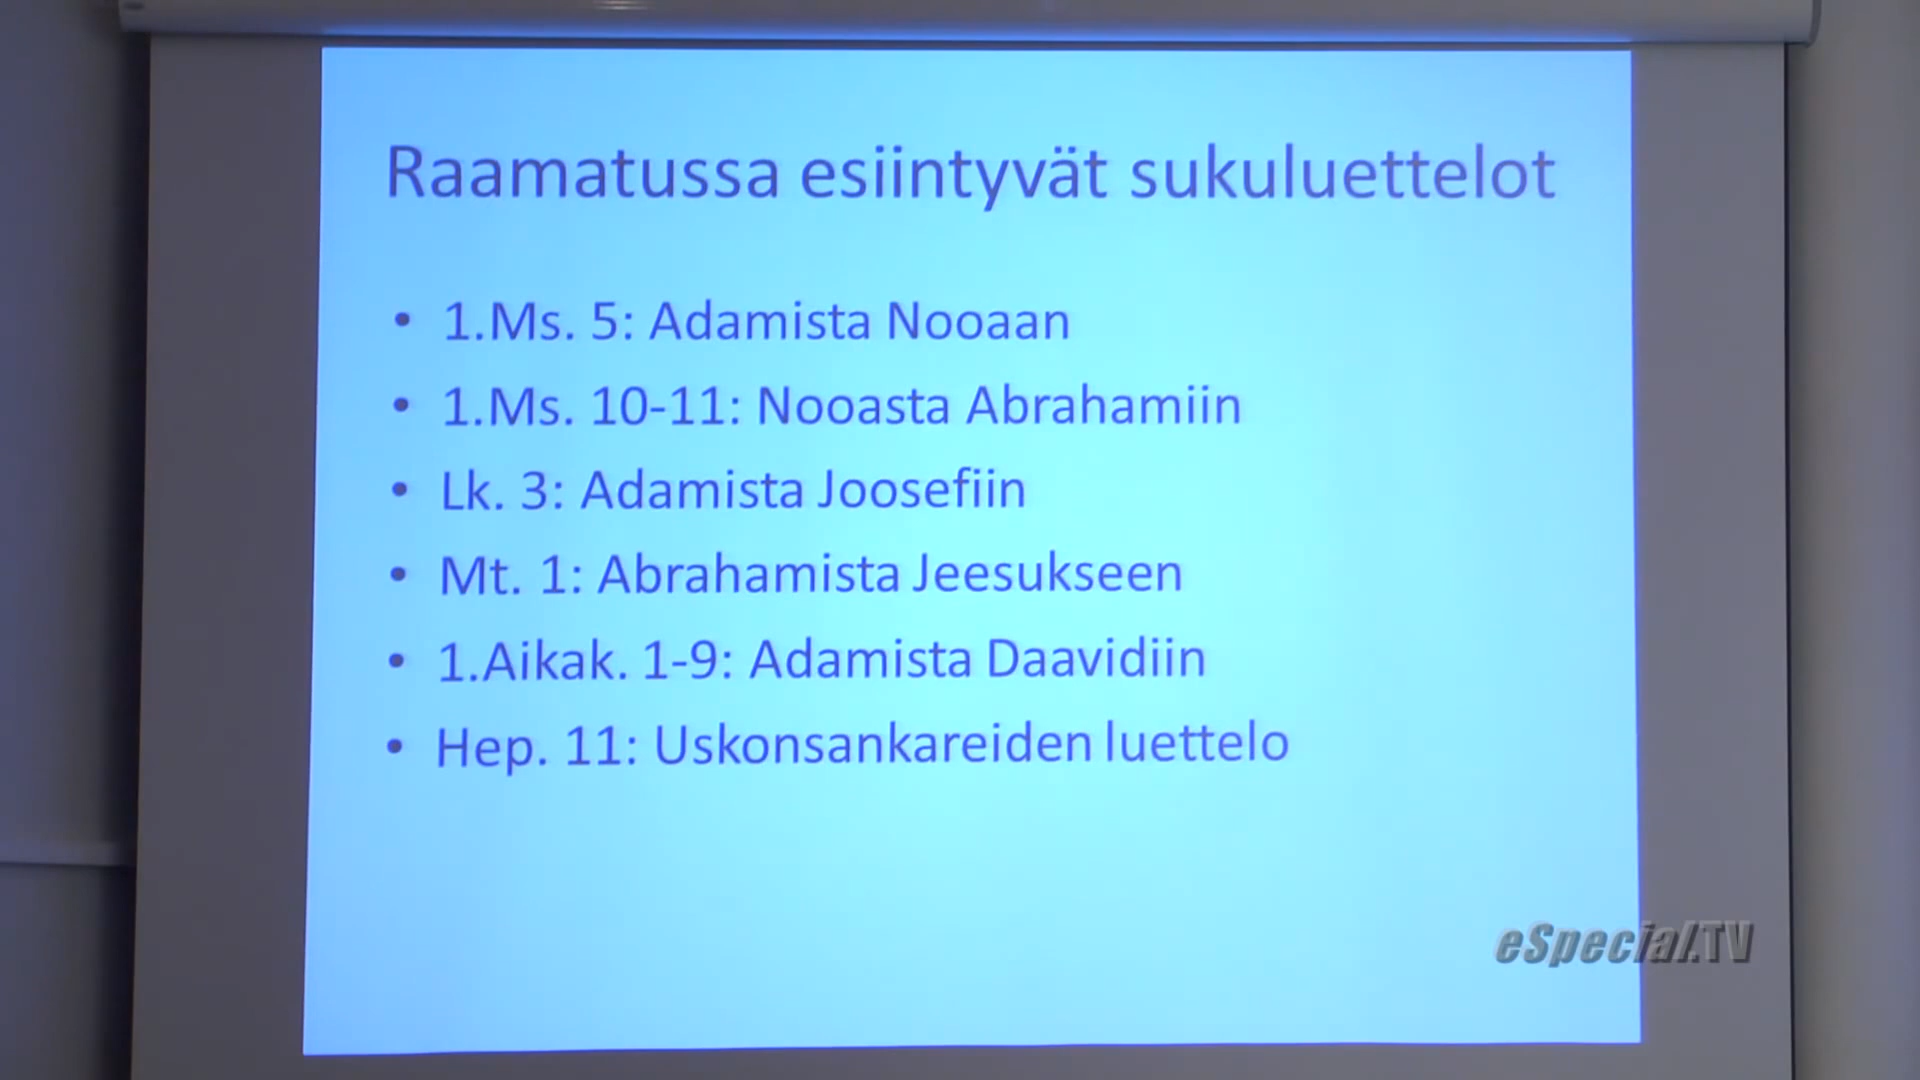 Raamatussa esiintyvät sukuluettelot
• 1.Ms. 5: Adamista Nooaan
• 1.Ms. 10-11: Nooasta Abrahamiin
• Lk. 3: Adamista Joosefiin
• Mt. 1: Abrahamista Jeesukseen
• 1.Aikak. 1-9: Adamista Daavidiin
• Hep. 11: Uskonsankareiden luettelo
eSpecial.TV